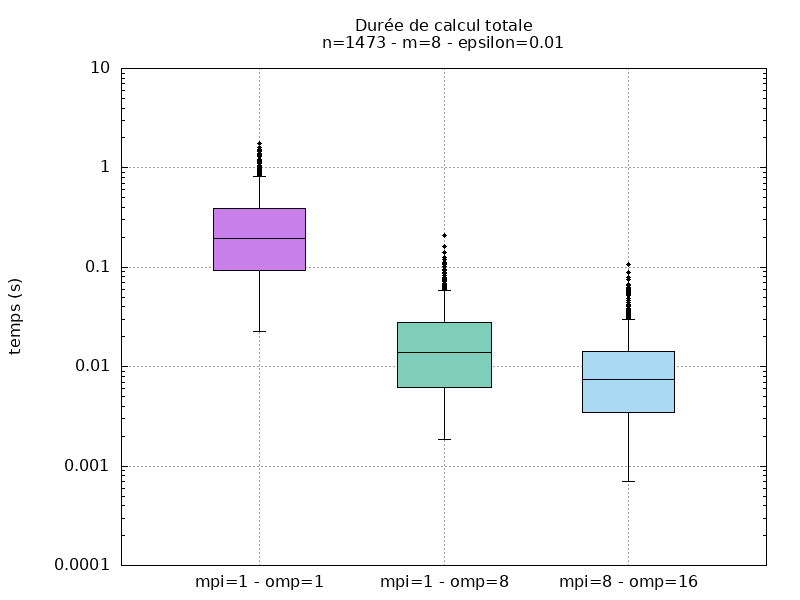 Durée de calcul totale
n=1473 - m=8 - epsilon=0.01
10
1
0.1
0.01
0.001
0.0001
temps (s)
mpi=1 - omp=1
mpi=1 - omp=8
mpi=8 - omp=16